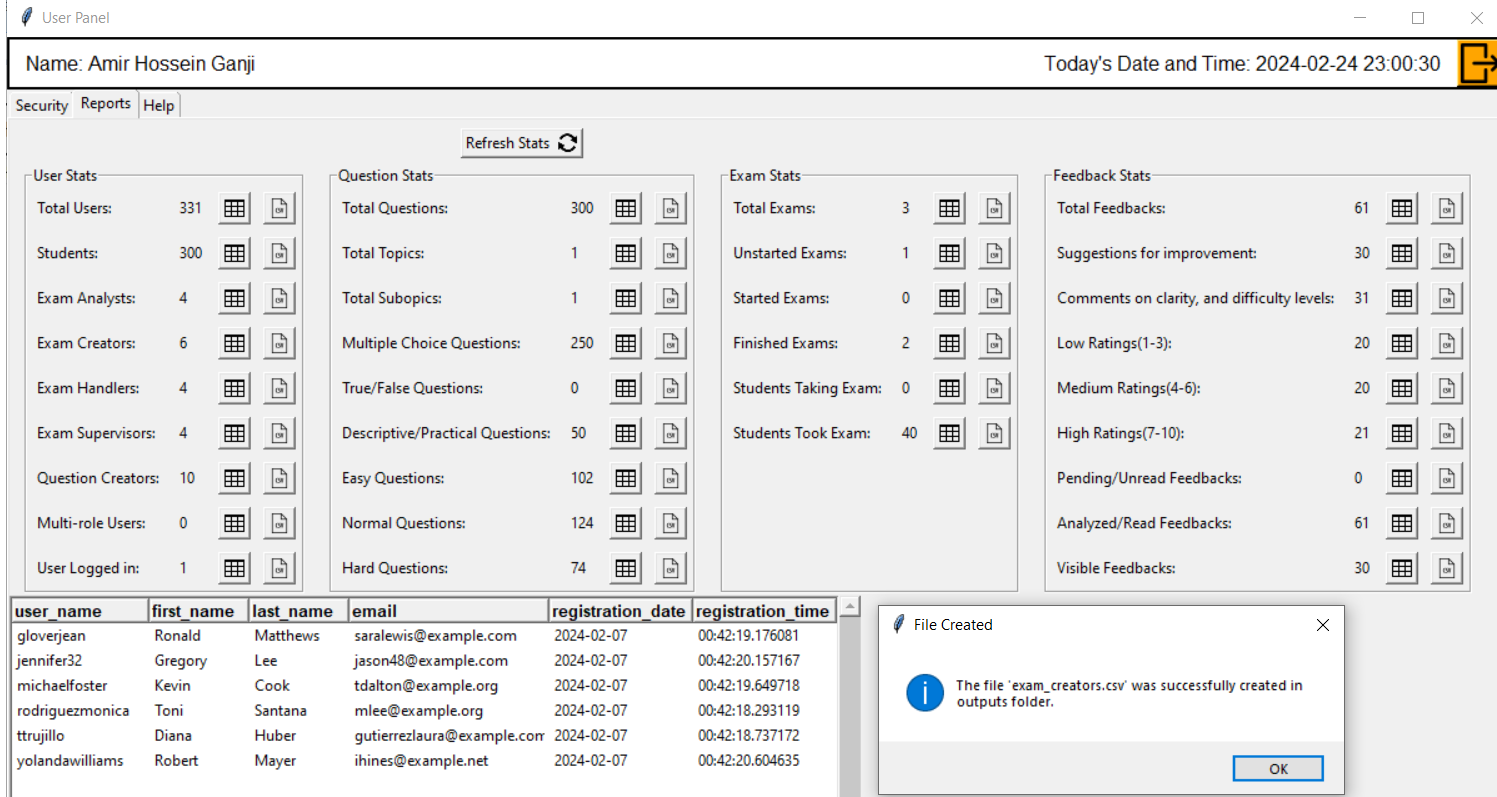 User Panel
Name: Amir Hossein Ganji
Today's Date and Time: 2024-02-24 23:00:30
Security Reports Help
Refresh Stats
User Stats
Total Users: 331
Students: 300
Exam Analysts: 4
Exam Creators: 6
Exam Handlers: 4
Exam Supervisors: 4
Question Creators: 10
Multi-role Users: 0
User Logged in: 1
Question Stats
Total Questions: 300
Total Topics: 1
Total Subopics: 1
Multiple Choice Questions: 250
True/False Questions: 0
Descriptive/Practical Questions: 50
Easy Questions: 102
Normal Questions: 124
Hard Questions: 74
Exam Stats
Total Exams: 3
Unstarted Exams: 1
Started Exams: 0
Finished Exams: 2
Students Taking Exam: 0
Students Took Exam: 40
Feedback Stats
Total Feedbacks: 61
Suggestions for improvement: 30
Comments on clarity, and difficulty levels: 31
Low Ratings(1-3): 20
Medium Ratings(4-6): 20
High Ratings(7-10): 21
Pending/Unread Feedbacks: 0
Analyzed/Read Feedbacks: 61
Visible Feedbacks: 30
user_name first_name last_name email registration_date registration_time
gloverjean Ronald Matthews saralewis@example.com 2024-02-07 00:42:19.176081
jennifer32 Gregory Lee jason48@example.com 2024-02-07 00:42:20.157167
michaelfoster Kevin Cook tdalton@example.org 2024-02-07 00:42:19.649718
rodriguezmonica Toni Santana mlee@example.org 2024-02-07 00:42:18.293119
ttrujillo Diana Huber gutierrezlaura@example.com 2024-02-07 00:42:18.737172
yolandawilliams Robert Mayer ihines@example.net 2024-02-07 00:42:20.604635
File Created
The file 'exam_creators.csv' was successfully created in
outputs folder.
OK